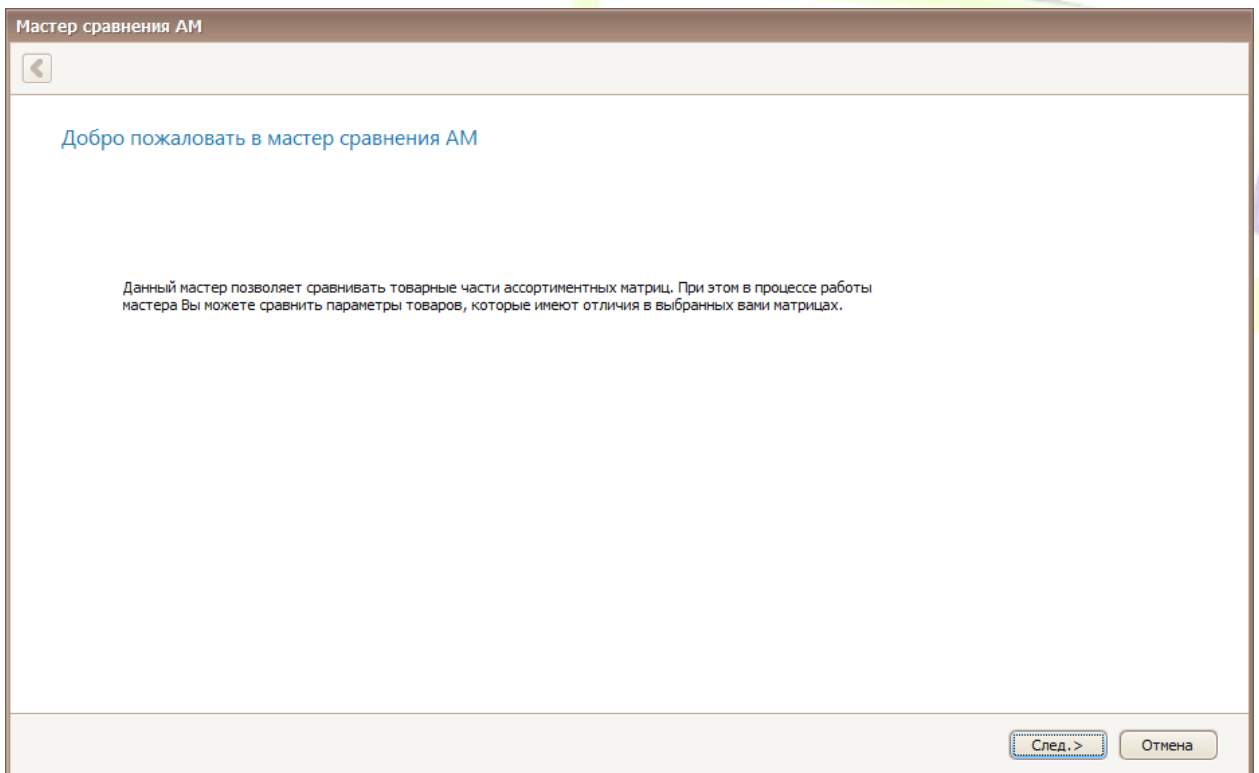 Мастер сравнения АМ
Добро пожаловать в мастер сравнения АМ
Данный мастер позволяет сравнивать товарные части ассортиментных матриц. При этом в процессе работы
мастера Вы можете сравнить параметры товаров, которые имеют отличия в выбранных вами матрицах.
След.> Отмена